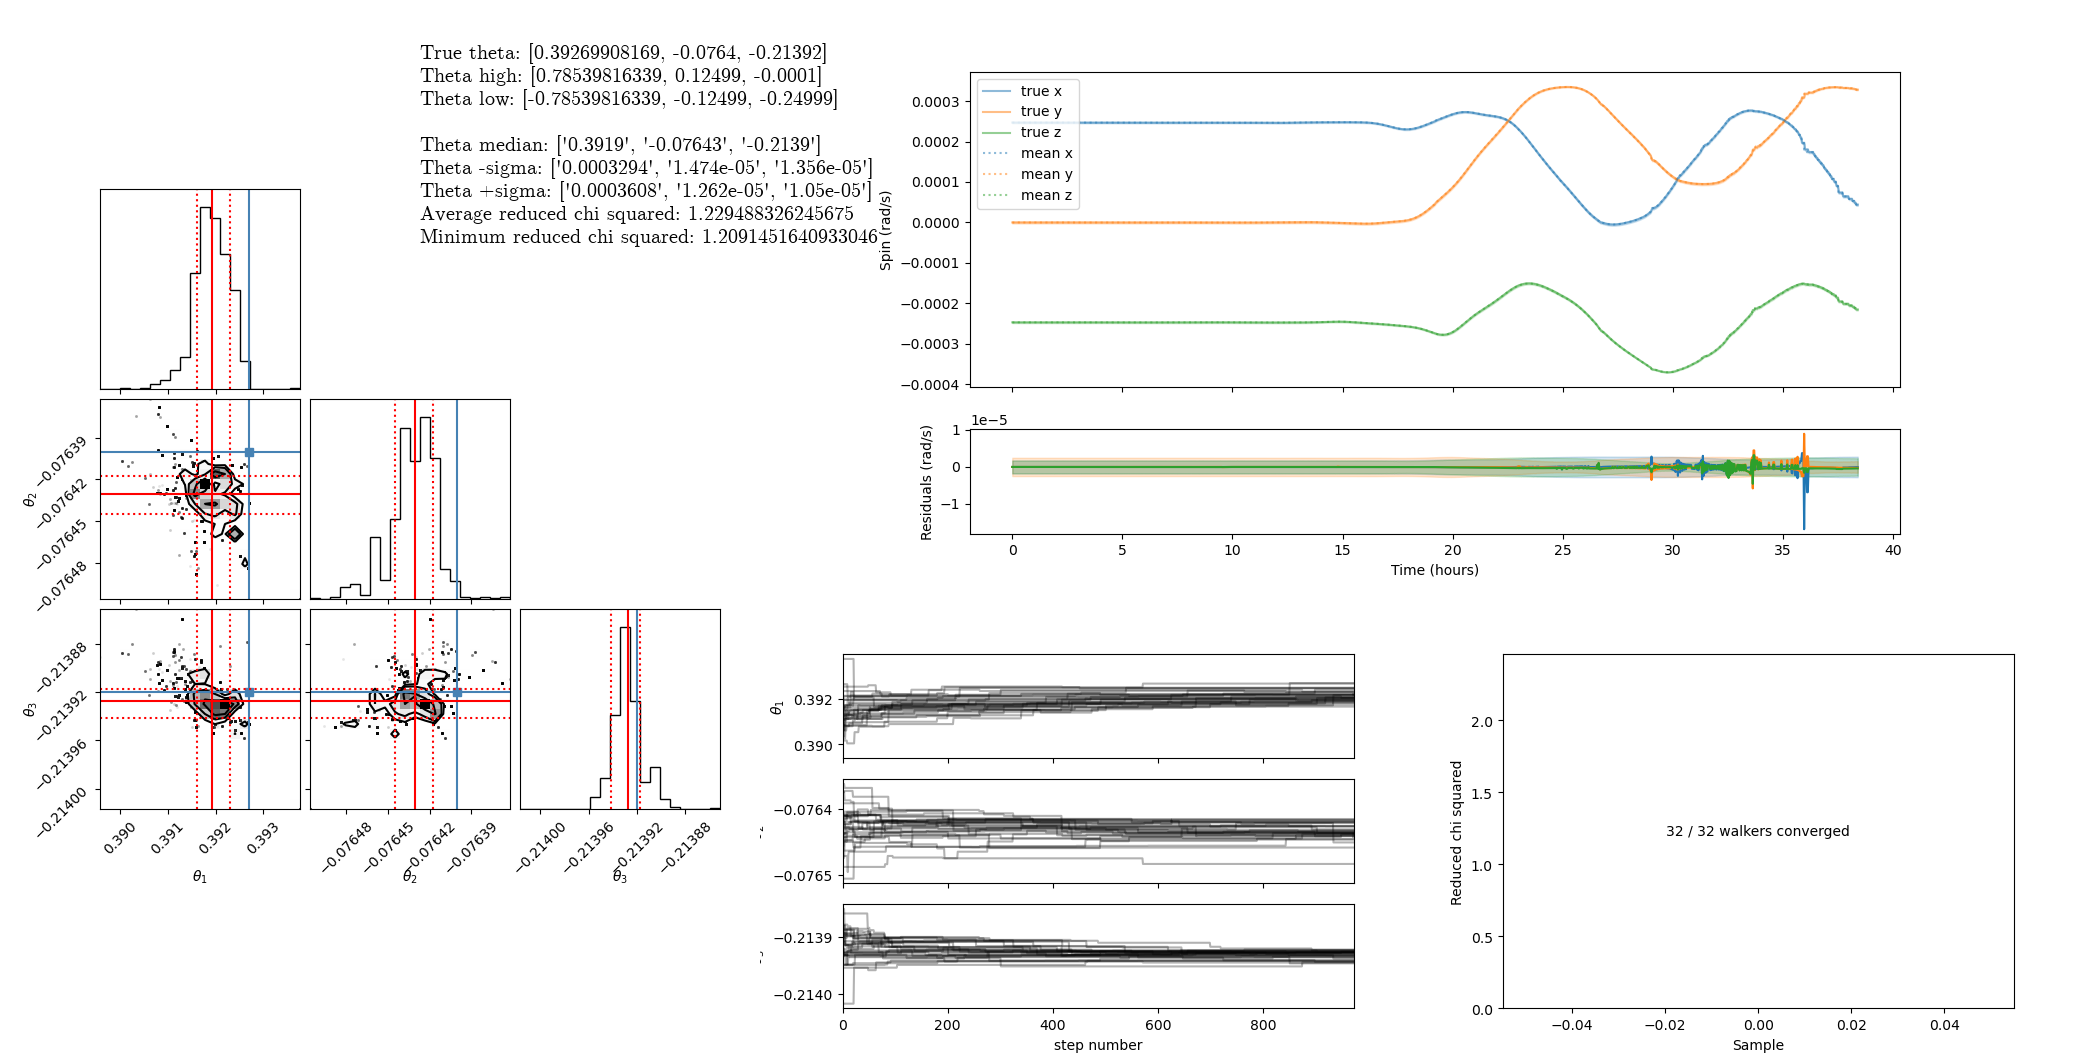 True theta: [0.39269908169, -0.0764, -0.21392]
Theta high: [0.78539816339, 0.12499, -0.0001]
Theta low: [-0.78539816339, -0.12499, -0.24999]
Theta median: ['0.3919', '-0.07643', '-0.2139']
Theta -sigma: ['0.0003294', '1.474e-05', '1.356e-05']
Theta +sigma: ['0.0003608', '1.262e-05', '1.05e-05']
Average reduced chi squared: 1.229488326245675
Minimum reduced chi squared: 1.2091451640933046
true x
true y
true z
mean x
mean y
mean z
Spin (rad/s)
0.0003
0.0002
0.0001
0.0000
−0.0001
−0.0002
−0.0003
−0.0004
1e−5
Residuals (rad/s)
1
0
−1
0 5 10 15 20 25 30 35 40
Time (hours)
θ2
−0.07639
−0.07642
−0.07645
−0.07648
θ3
−0.21388
−0.21392
−0.21396
−0.21400
0.390 0.391 0.392 0.393
θ1
−0.07648 −0.07645 −0.07642 −0.07639
θ2
−0.21400 −0.21396 −0.21392 −0.21388
θ3
θ1
0.392
0.390
−0.0764
−0.0765
−0.2139
−0.2140
0 200 400 600 800
step number
Reduced chi squared
2.0
1.5
1.0
0.5
0.0
32 / 32 walkers converged
−0.04 −0.02 0.00 0.02 0.04
Sample